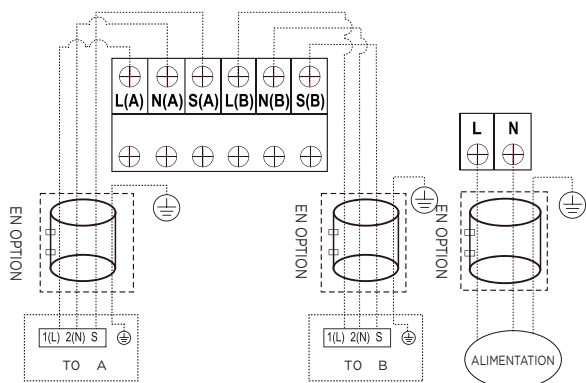 L(A) N(A) S(A) L(B) N(B) S(B)
L N
EN OPTION
EN OPTION
EN OPTION
1(L) 2(N) S
TO A
1(L) 2(N) S
TO B
ALIMENTATION